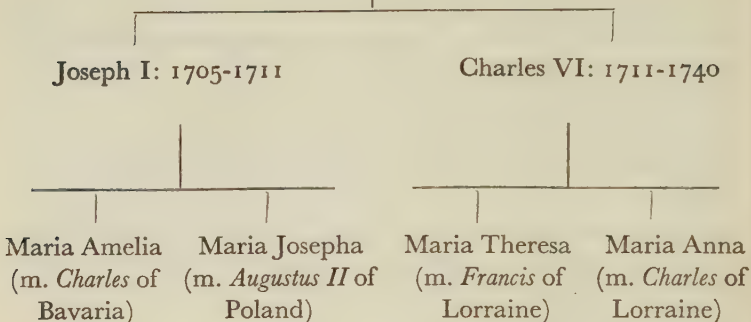 Joseph I: 1705-1711 Charles VI: 1711-1740
Maria Amelia Maria Josepha Maria Theresa Maria Anna
(m. Charles of (m. Augustus II of (m. Francis of (m. Charles of
Bavaria) Poland) Lorraine) Lorraine)